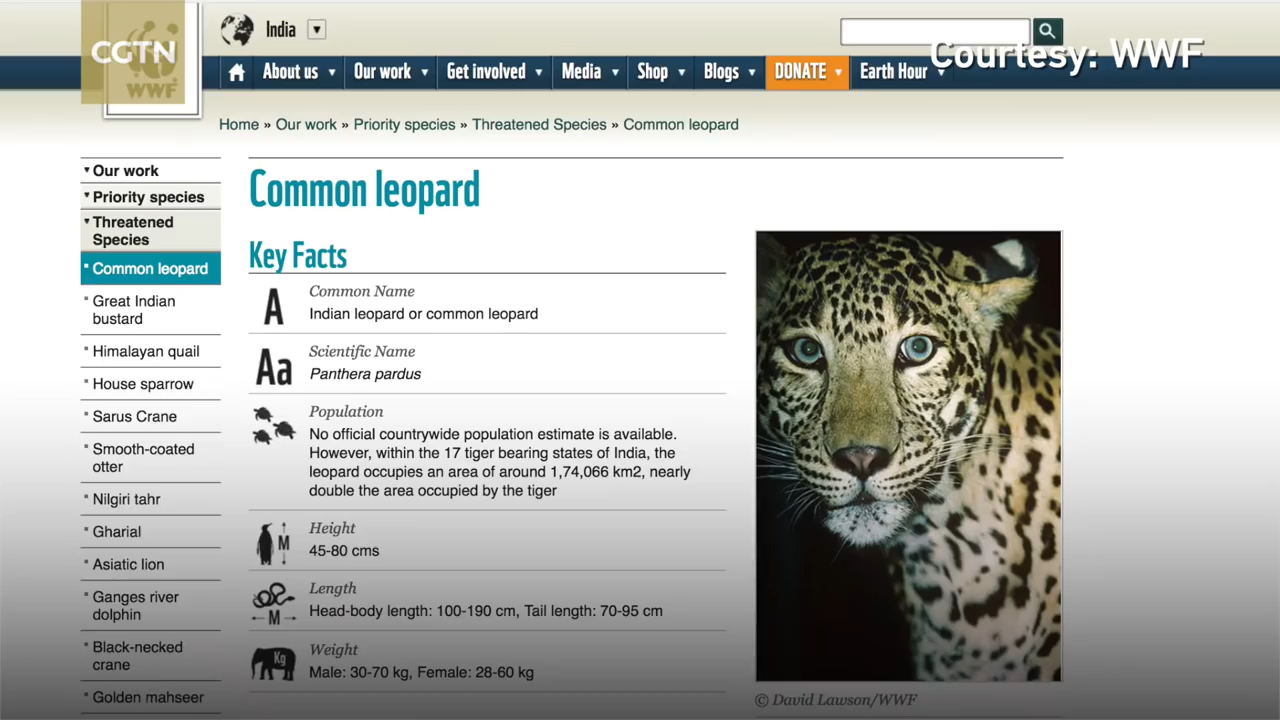 CGTN
WWF
India
Courtesy: WWF
About us
Our work
Get involved
Media
Shop
Blogs
DONATE
Earth Hour
Home » Our work » Priority species » Threatened Species » Common leopard
Our work
Priority species
Threatened
Species
Common leopard
Great Indian
bustard
Himalayan quail
House sparrow
Sarus Crane
Smooth-coated
otter
Nilgiri tahr
Gharial
Asiatic lion
Ganges river
dolphin
Black-necked
crane
Golden mahseer
Common leopard
Key Facts
A
Common Name
Indian leopard or common leopard
Aa
Scientific Name
Panthera pardus
Population
No official countrywide population estimate is available.
However, within the 17 tiger bearing states of India, the
leopard occupies an area of around 1,74,066 km2, nearly
double the area occupied by the tiger
M
Height
45-80 cms
M
Length
Head-body length: 100-190 cm, Tail length: 70-95 cm
Kg
Weight
Male: 30-70 kg, Female: 28-60 kg
© David Lawson/WWF